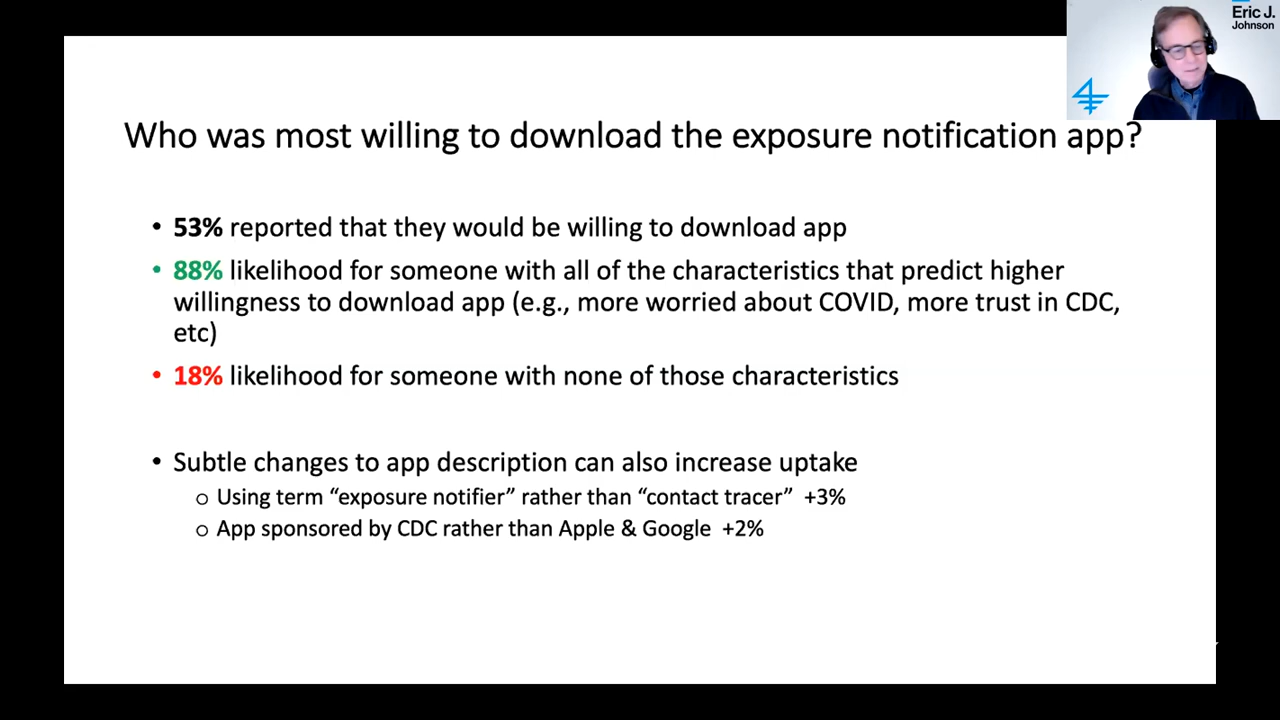 Eric J.
Johnson
Who was most willing to download the exposure notification app?
• 53% reported that they would be willing to download app
• 88% likelihood for someone with all of the characteristics that predict higher
willingness to download app (e.g., more worried about COVID, more trust in CDC,
etc)
• 18% likelihood for someone with none of those characteristics
• Subtle changes to app description can also increase uptake
o Using term “exposure notifier” rather than “contact tracer” +3%
o App sponsored by CDC rather than Apple & Google +2%